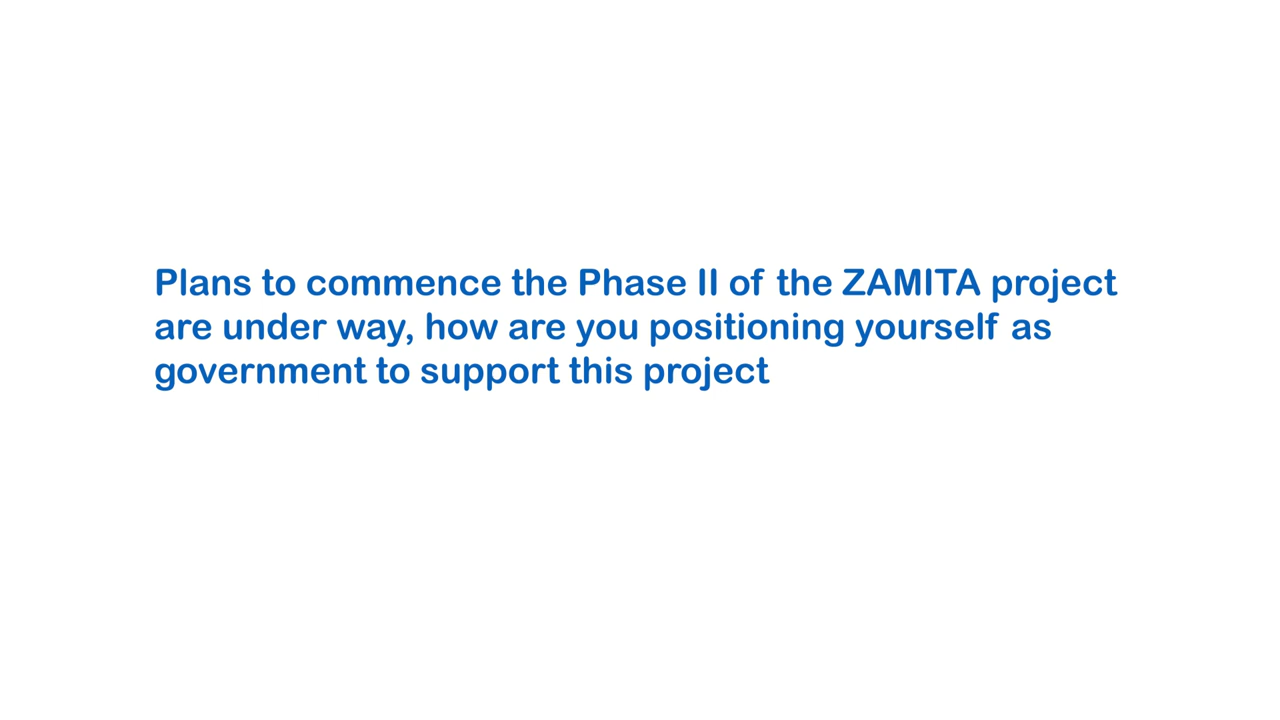 Plans to commence the Phase II of the ZAMITA project
are under way, how are you positioning yourself as
government to support this project